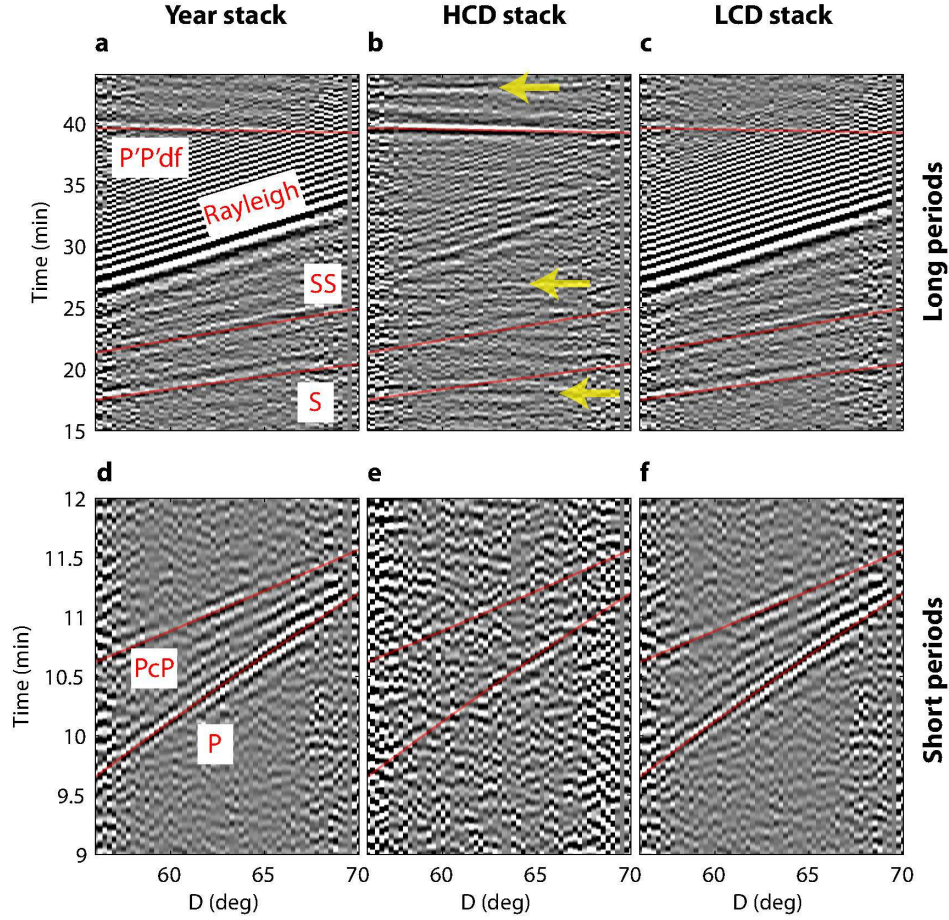 Year stack
HCD stack
LCD stack
a
b
c
40
35
30
25
20
15
Time (min)
P'P'df
Rayleigh
SS
S
Long periods
d
e
f
12
11.5
11
10.5
10
9.5
9
Time (min)
PcP
P
Short periods
60
65
70
60
65
70
60
65
70
D (deg)
D (deg)
D (deg)